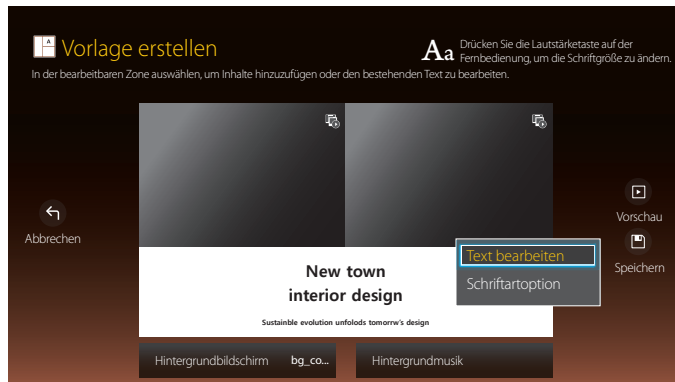 Vorlage erstellen
Aa
Drücken Sie die Lautstärketaste auf der
Fernbedienung, um die Schriftgröße zu ändern.
In der bearbeitbaren Zone auswählen, um Inhalte hinzuzufügen oder den bestehenden Text zu bearbeiten.
Abbrechen
New town
interior design
Sustainble evolution unfolods tomorrw's design
Text bearbeiten
Schriftartoption
Vorschau
Speichern
Hintergrundbildschirm bg_co...
Hintergrundmusik